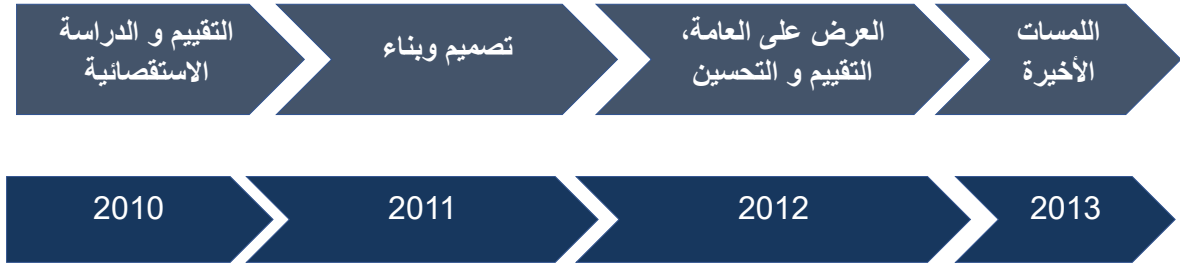 التقييم و الدراسة
الاستقصائية
تصميم وبناء
العرض على العامة،
التقييم و التحسين
اللمسات
الأخيرة
2010
2011
2012
2013